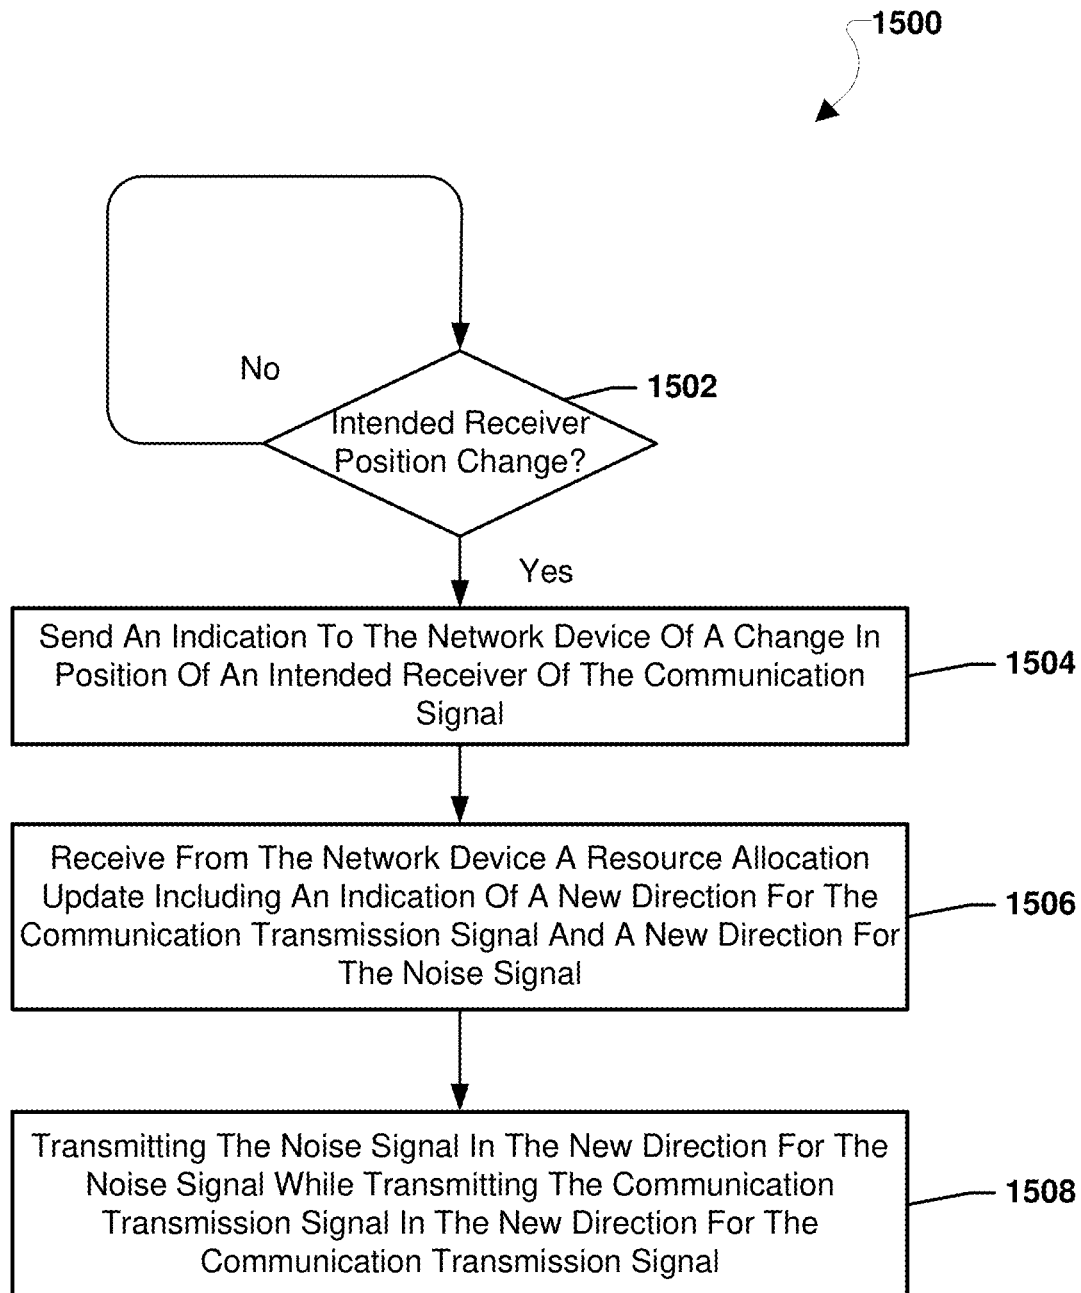 1500
No
1502
Intended Receiver
Position Change?
Yes
Send An Indication To The Network Device Of A Change In
Position Of An Intended Receiver Of The Communication
Signal
1504
Receive From The Network Device A Resource Allocation
Update Including An Indication Of A New Direction For The
Communication Transmission Signal And A New Direction For
The Noise Signal
1506
Transmitting The Noise Signal In The New Direction For The
Noise Signal While Transmitting The Communication
Transmission Signal In The New Direction For The
Communication Transmission Signal
1508